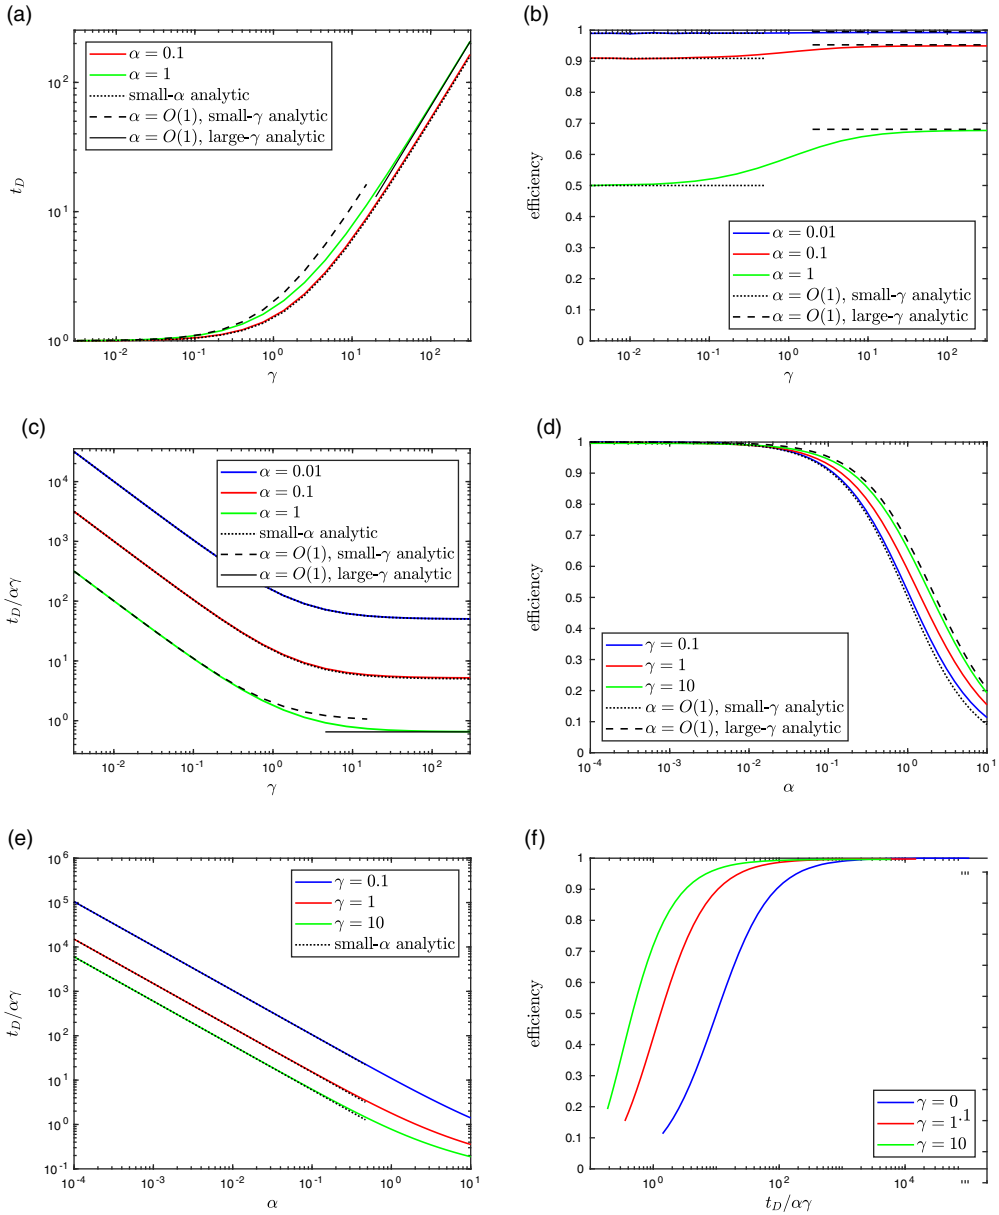 (a)
α = 0.1
α = 1
small-α analytic
α = O(1), small-γ analytic
α = O(1), large-γ analytic
t_D
10^2
10^1
10^0
10^-2 10^-1 10^0 10^1 10^2
γ
(b)
efficiency
1
0.9
0.8
0.7
0.6
0.5
0.4
0.3
0.2
0.1
0
α = 0.01
α = 0.1
α = 1
α = O(1), small-γ analytic
α = O(1), large-γ analytic
10^-2 10^-1 10^0 10^1 10^2
γ
(c)
α = 0.01
α = 0.1
α = 1
small-α analytic
α = O(1), small-γ analytic
α = O(1), large-γ analytic
t_D/αγ
10^4
10^3
10^2
10^1
10^0
10^-2 10^-1 10^0 10^1 10^2
γ
(d)
efficiency
1
0.9
0.8
0.7
0.6
0.5
0.4
0.3
0.2
0.1
0
γ = 0.1
γ = 1
γ = 10
α = O(1), small-γ analytic
α = O(1), large-γ analytic
10^-4 10^-3 10^-2 10^-1 10^0 10^1
α
(e)
γ = 0.1
γ = 1
γ = 10
small-α analytic
t_D/αγ
10^6
10^5
10^4
10^3
10^2
10^1
10^0
10^-1
10^-4 10^-3 10^-2 10^-1 10^0 10^1
α
(f)
efficiency
1
0.9
0.8
0.7
0.6
0.5
0.4
0.3
0.2
0.1
0
γ = 0
γ = 1.1
γ = 10
10^0 10^2 10^4
t_D/αγ